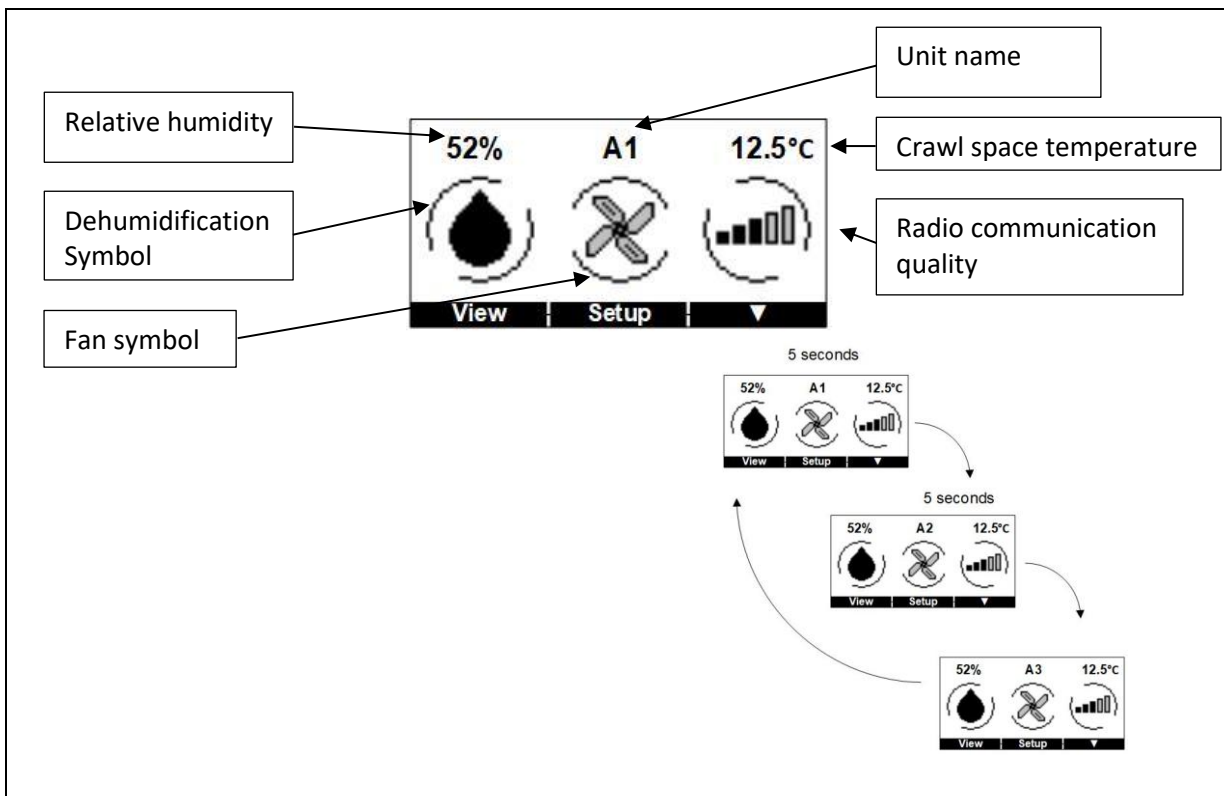 Unit name
Relative humidity
52% A1 12.5°C
Crawl space temperature
Dehumidification
Symbol
Radio communication
quality
View Setup ▼
Fan symbol
5 seconds
52% A1 12.5°C
View Setup ▼
5 seconds
52% A2 12.5°C
View Setup ▼
52% A3 12.5°C
View Setup ▼